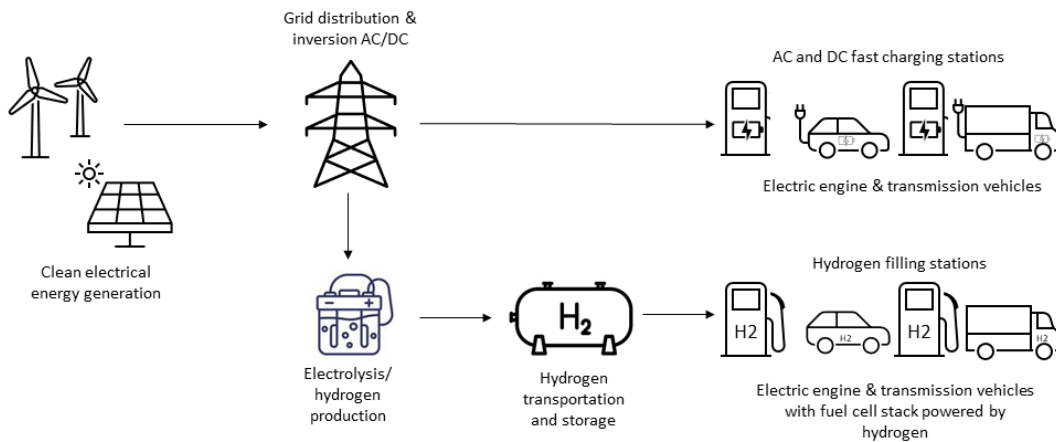 Grid distribution &
inversion AC/DC
AC and DC fast charging stations
Electric engine & transmission vehicles
Clean electrical
energy generation
Hydrogen filling stations
- +
H2
H2
H2
H2
H2
Electrolysis/
hydrogen
production
Hydrogen
transportation
and storage
Electric engine & transmission vehicles
with fuel cell stack powered by
hydrogen